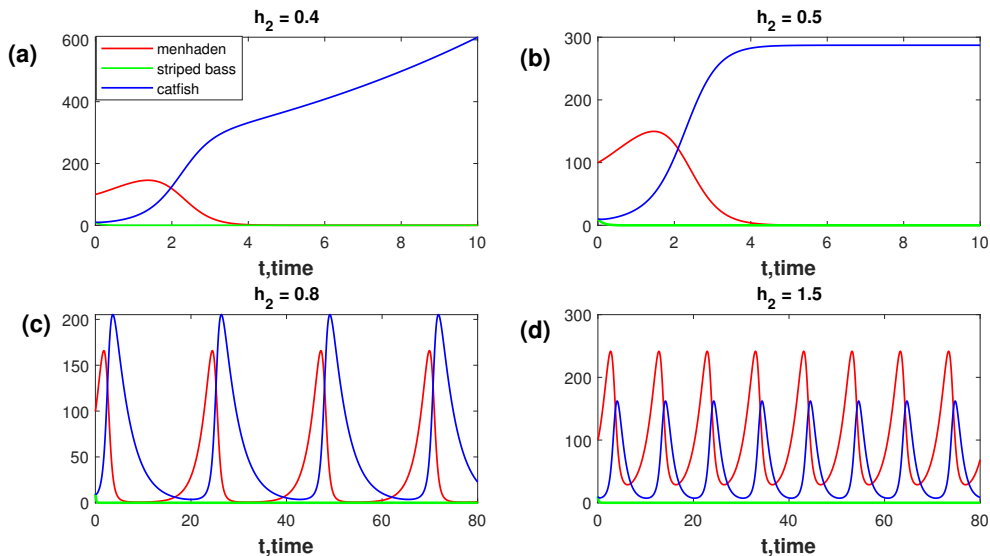 h2 = 0.4
(a)
menhaden
striped bass
catfish
600
400
200
0
0 2 4 6 8 10
t,time
h2 = 0.5
(b)
300
200
100
0
0 2 4 6 8 10
t,time
h2 = 0.8
(c)
200
150
100
50
0
0 20 40 60 80
t,time
h2 = 1.5
(d)
300
200
100
0
0 20 40 60 80
t,time